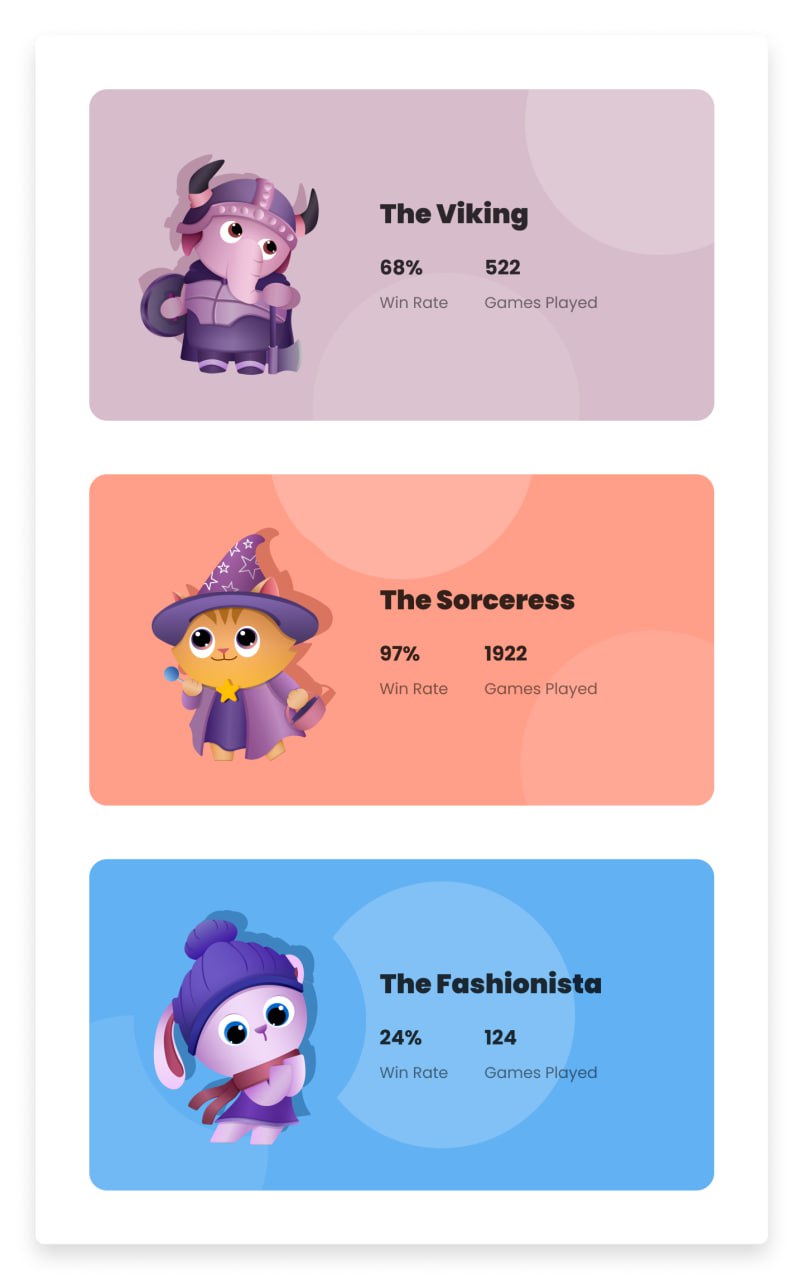 The Viking
68% 522
Win Rate Games Played
The Sorceress
97% 1922
Win Rate Games Played
The Fashionista
24% 124
Win Rate Games Played